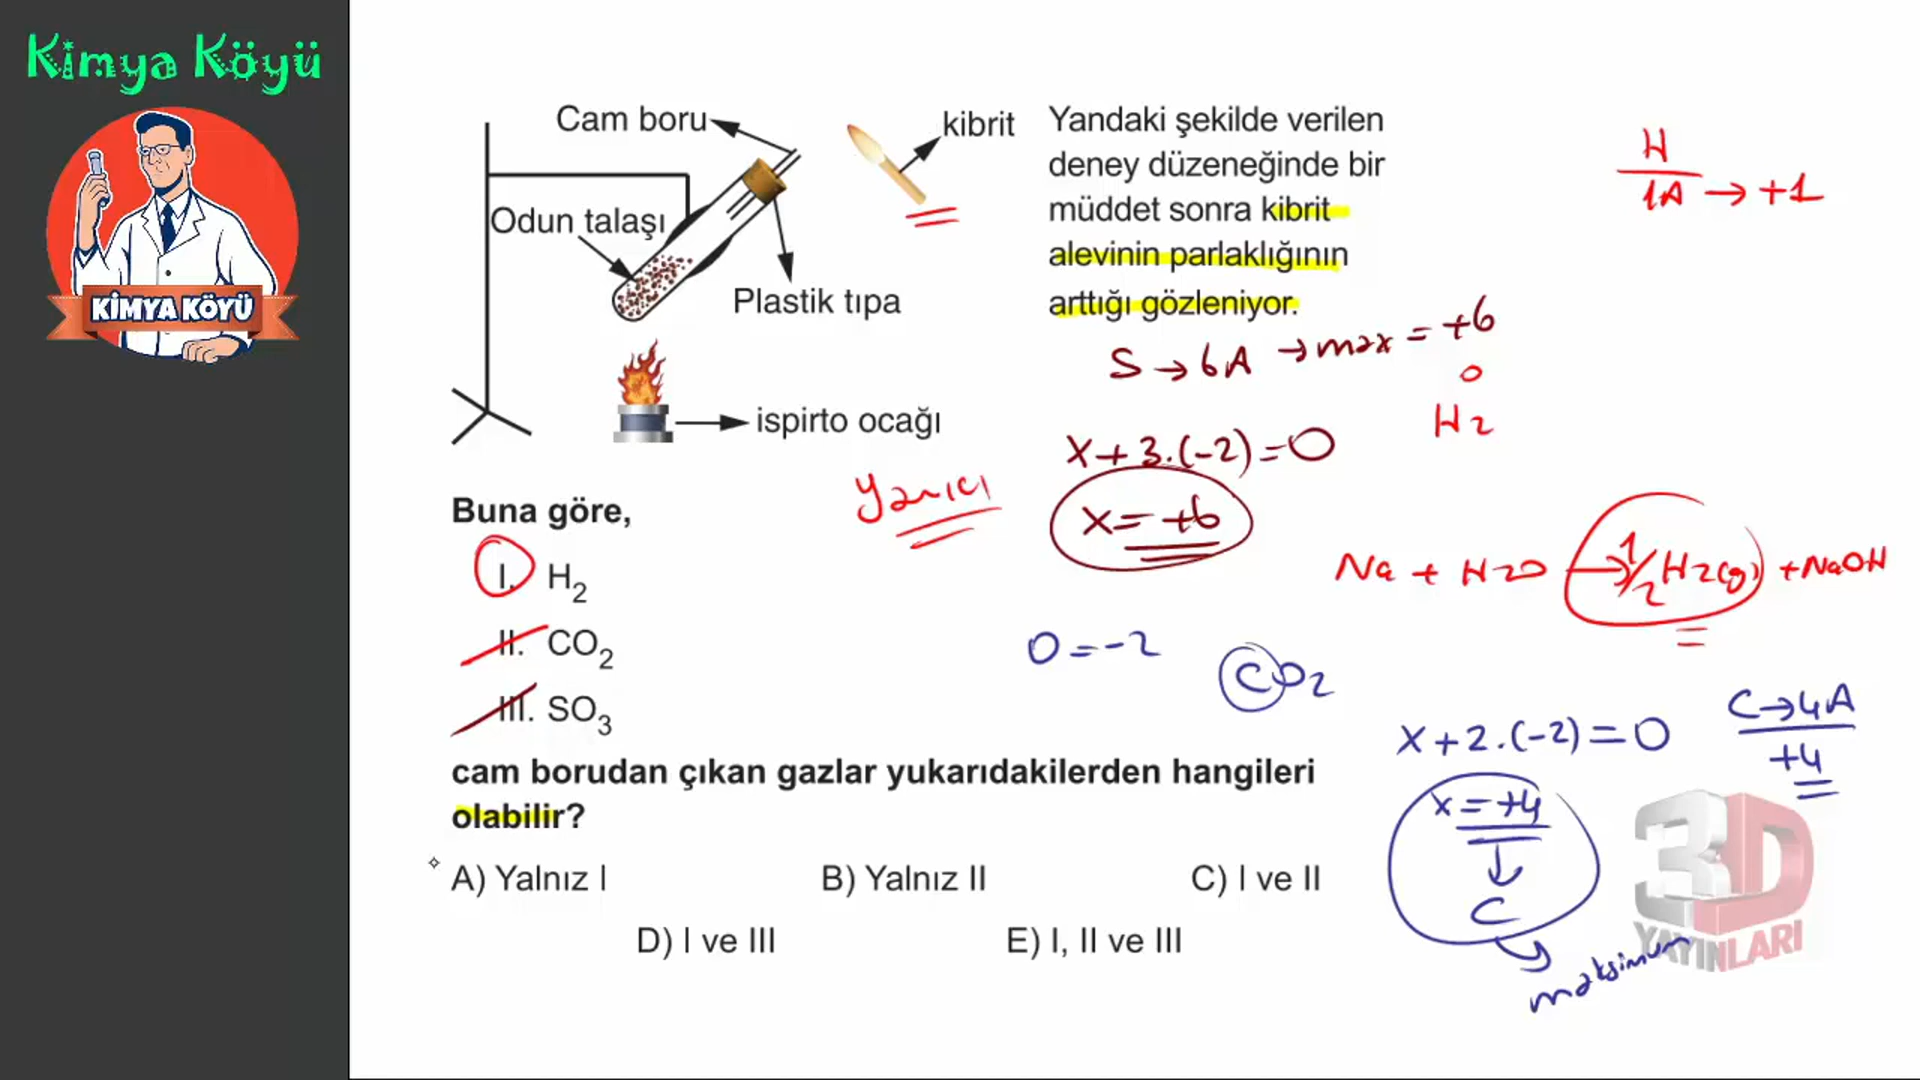 Kimya Köyü
KİMYA KÖYÜ
Cam boru
kibrit
Odun talaşı
Plastik tıpa
ispirto ocağı
Yandaki şekilde verilen
deney düzeneğinde bir
müddet sonra kibrit
alevinin parlaklığının
arttığı gözleniyor.
H
1A → +1
S → 6A → max = +6
0
H2
x+3.(-2)=0
x=+6
Yanıcı
Na + H2O → 1/2 H2(g) + NaOH
Buna göre,
I. H2
II. CO2
III. SO3
O=-2
CO2
x+2.(-2)=0
C→4A
+4
x=+4
↓
C
maksimum
cam borudan çıkan gazlar yukarıdakilerden hangileri
olabilir?
A) Yalnız I B) Yalnız II C) I ve II
D) I ve III E) I, II ve III
3D
YAYINLARI